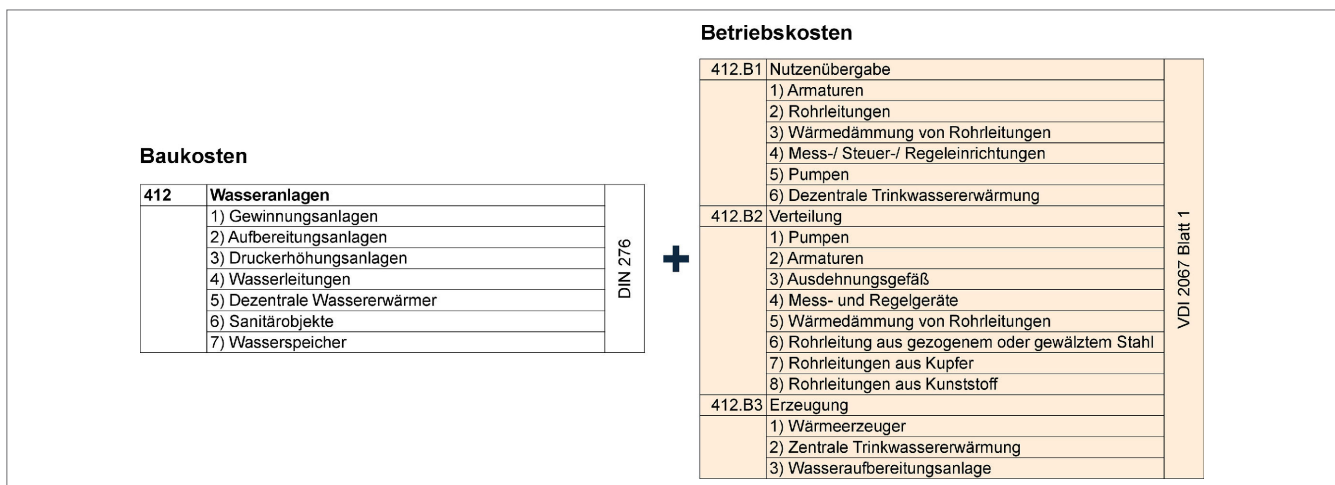 Baukosten
412 Wasseranlagen
1) Gewinnungsanlagen
2) Aufbereitungsanlagen
3) Druckerhöhungsanlagen
4) Wasserleitungen
5) Dezentrale Wassererwärmer
6) Sanitärobjekte
7) Wasserspeicher
DIN 276
+
Betriebskosten
412.B1 Nutzenübergabe
1) Armaturen
2) Rohrleitungen
3) Wärmedämmung von Rohrleitungen
4) Mess-/ Steuer-/ Regeleinrichtungen
5) Pumpen
6) Dezentrale Trinkwassererwärmung
412.B2 Verteilung
1) Pumpen
2) Armaturen
3) Ausdehnungsgefäß
4) Mess- und Regelgeräte
5) Wärmedämmung von Rohrleitungen
6) Rohrleitung aus gezogenem oder gewälztem Stahl
7) Rohrleitungen aus Kupfer
8) Rohrleitungen aus Kunststoff
412.B3 Erzeugung
1) Wärmeerzeuger
2) Zentrale Trinkwassererwärmung
3) Wasseraufbereitungsanlage
VDI 2067 Blatt 1